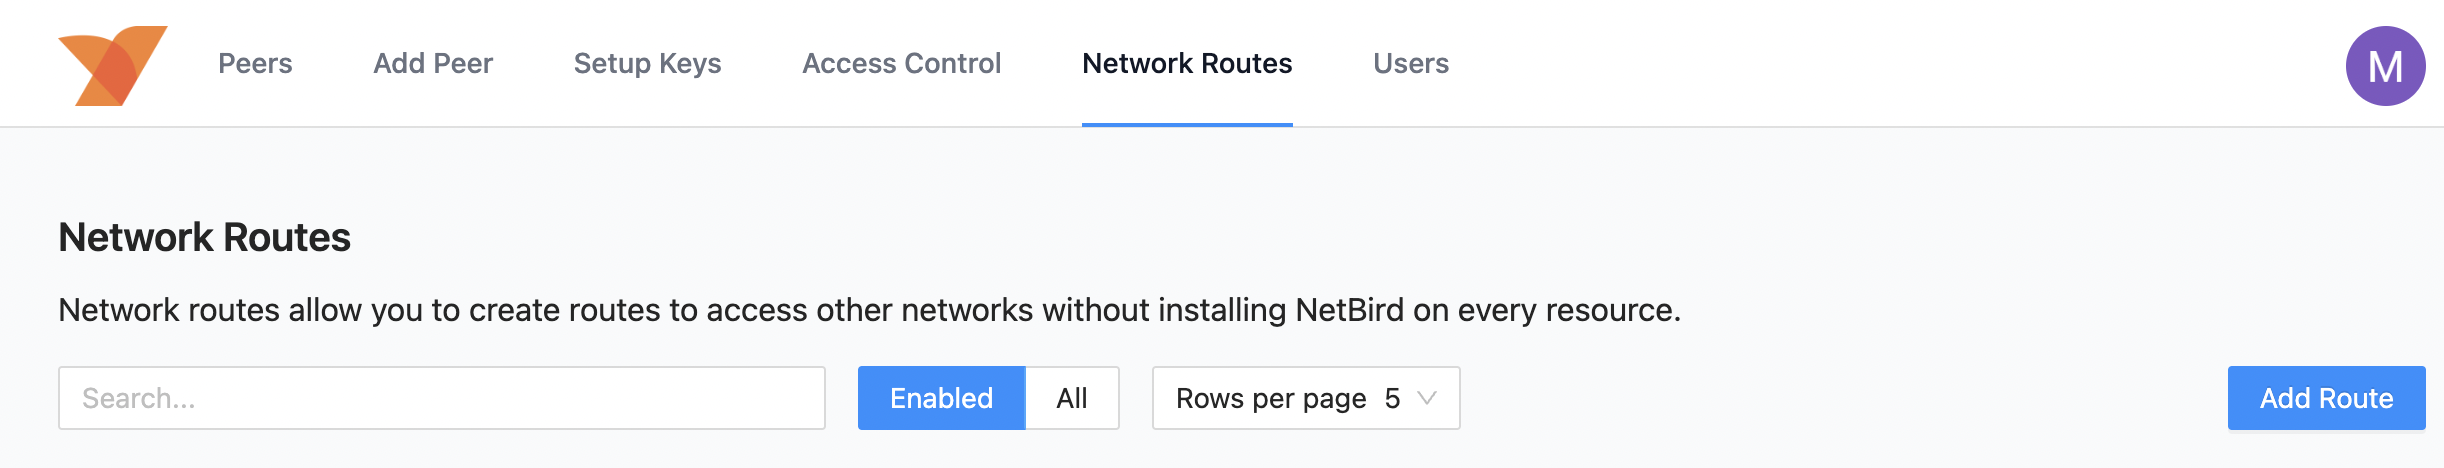 Peers Add Peer Setup Keys Access Control Network Routes Users M
Network Routes
Network routes allow you to create routes to access other networks without installing NetBird on every resource.
Search... Enabled All Rows per page 5 Add Route